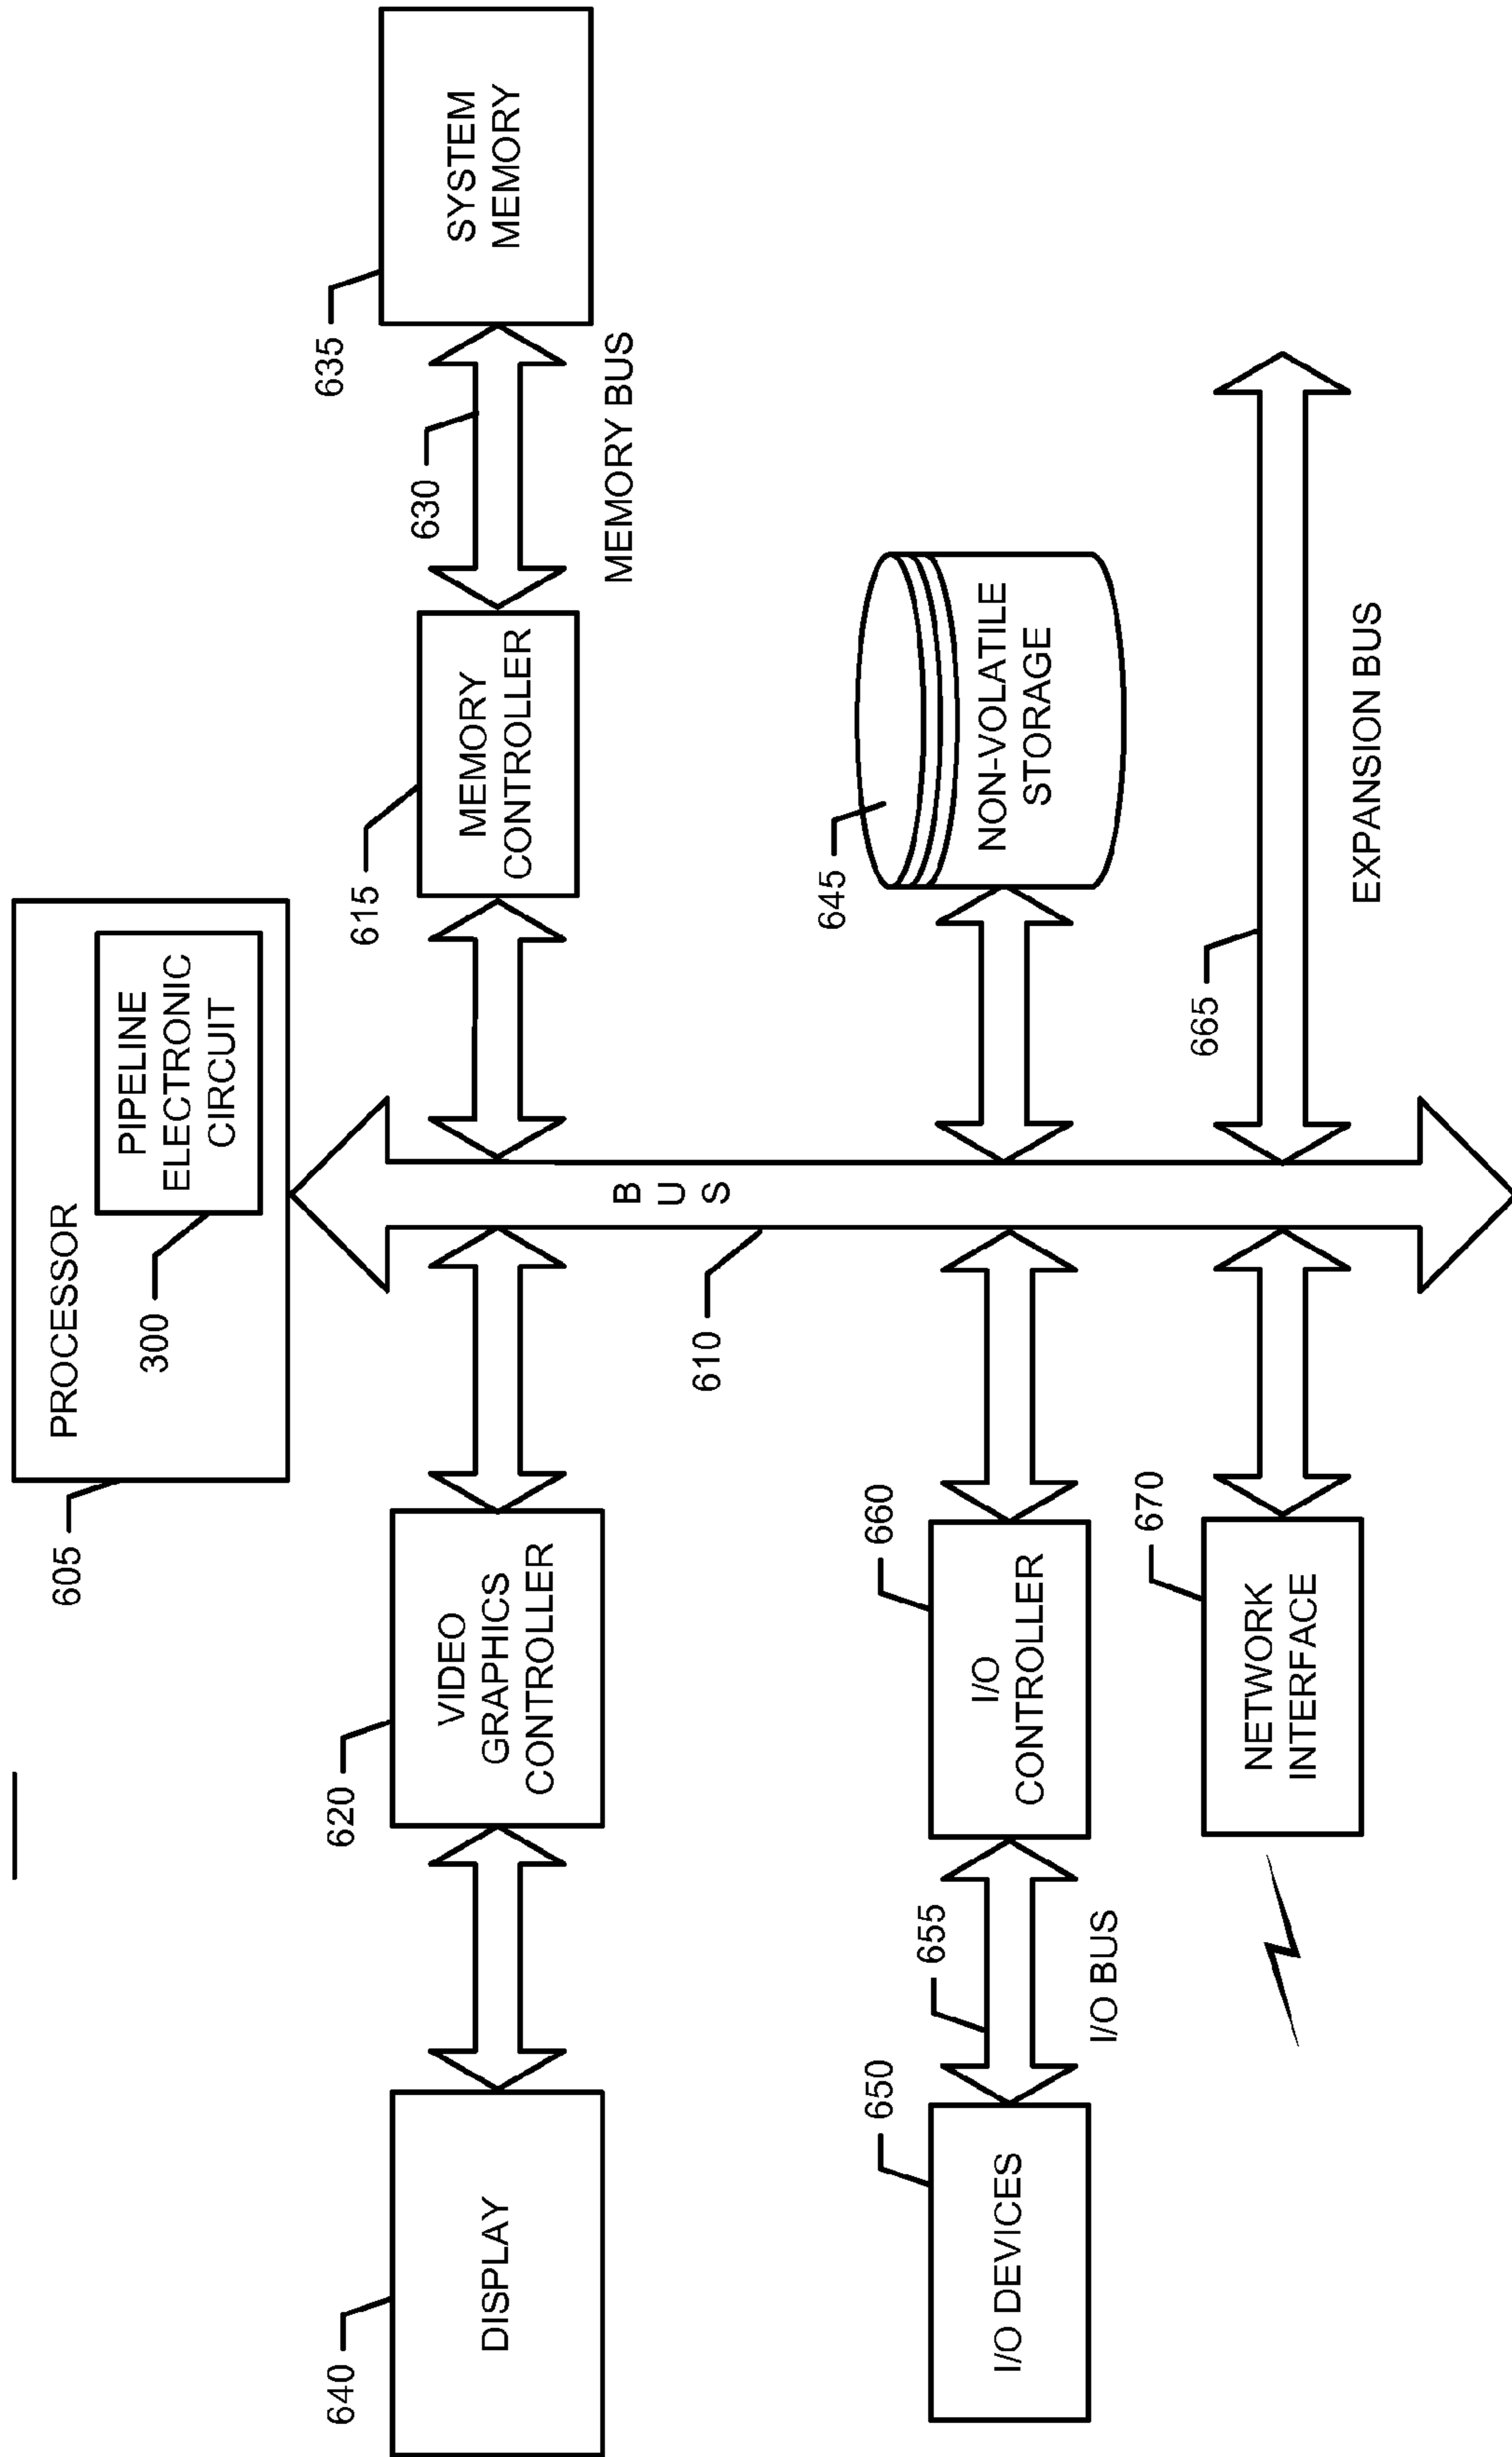 605
PROCESSOR
300
PIPELINE
ELECTRONIC
CIRCUIT
640
DISPLAY
620
VIDEO
GRAPHICS
CONTROLLER
615
MEMORY
CONTROLLER
630
MEMORY BUS
635
SYSTEM
MEMORY
B
U
S
610
650
I/O DEVICES
655
I/O BUS
660
I/O
CONTROLLER
645
NON-VOLATILE
STORAGE
670
NETWORK
INTERFACE
665
EXPANSION BUS